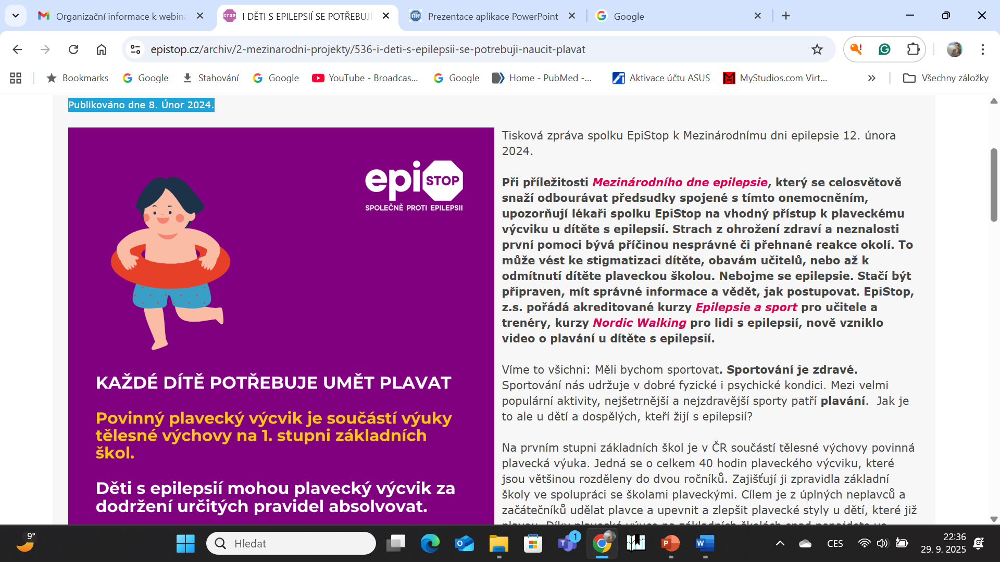 Organizační informace k webiná
I DĚTI S EPILEPSIÍ SE POTŘEBUJÍ
Prezentace aplikace PowerPoint
Google
epistop.cz/archiv/2-mezinarodni-projekty/536-i-deti-s-epilepsii-se-potrebuji-naucit-plavat
Bookmarks
Google
Stahování
Google
YouTube - Broadcas...
Google
Home - PubMed -...
Aktivace účtu ASUS
MyStudios.com Virt...
Všechny záložky
Publikováno dne 8. Únor 2024.
epi STOP
SPOLEČNĚ PROTI EPILEPSII
KAŽDÉ DÍTĚ POTŘEBUJE UMĚT PLAVAT
Povinný plavecký výcvik je součástí výuky
tělesné výchovy na 1. stupni základních
škol.
Děti s epilepsií mohou plavecký výcvik za
dodržení určitých pravidel absolvovat.
Tisková zpráva spolku EpiStop k Mezinárodnímu dni epilepsie 12. února
2024.
Při příležitosti Mezinárodního dne epilepsie, který se celosvětově
snaží odbourávat předsudky spojené s tímto onemocněním,
upozorňují lékaři spolku EpiStop na vhodný přístup k plaveckému
výcviku u dítěte s epilepsií. Strach z ohrožení zdraví a neznalosti
první pomoci bývá příčinou nesprávné či přehnané reakce okolí. To
může vést ke stigmatizaci dítěte, obavám učitelů, nebo až k
odmítnutí dítěte plaveckou školou. Nebojme se epilepsie. Stačí být
připraven, mít správné informace a vědět, jak postupovat. EpiStop,
z.s. pořádá akreditované kurzy Epilepsie a sport pro učitele a
trenéry, kurzy Nordic Walking pro lidi s epilepsií, nově vzniklo
video o plavání u dítěte s epilepsií.
Víme to všichni: Měli bychom sportovat. Sportování je zdravé.
Sportování nás udržuje v dobré fyzické i psychické kondici. Mezi velmi
populární aktivity, nejšetrnější a nejzdravější sporty patří plavání.  Jak je
to ale u dětí a dospělých, kteří žijí s epilepsií?
Na prvním stupni základních škol je v ČR součástí tělesné výchovy povinná
plavecká výuka. Jedná se o celkem 40 hodin plaveckého výcviku, které
jsou většinou rozděleny do dvou ročníků. Zajišťují ji zpravidla základní
školy ve spolupráci se školami plaveckými. Cílem je z úplných neplavců a
začátečníků udělat plavce a upevnit a zlepšit plavecké styly u dětí, které již
9°
Hledat
1
CES
22:36
29. 9. 2025